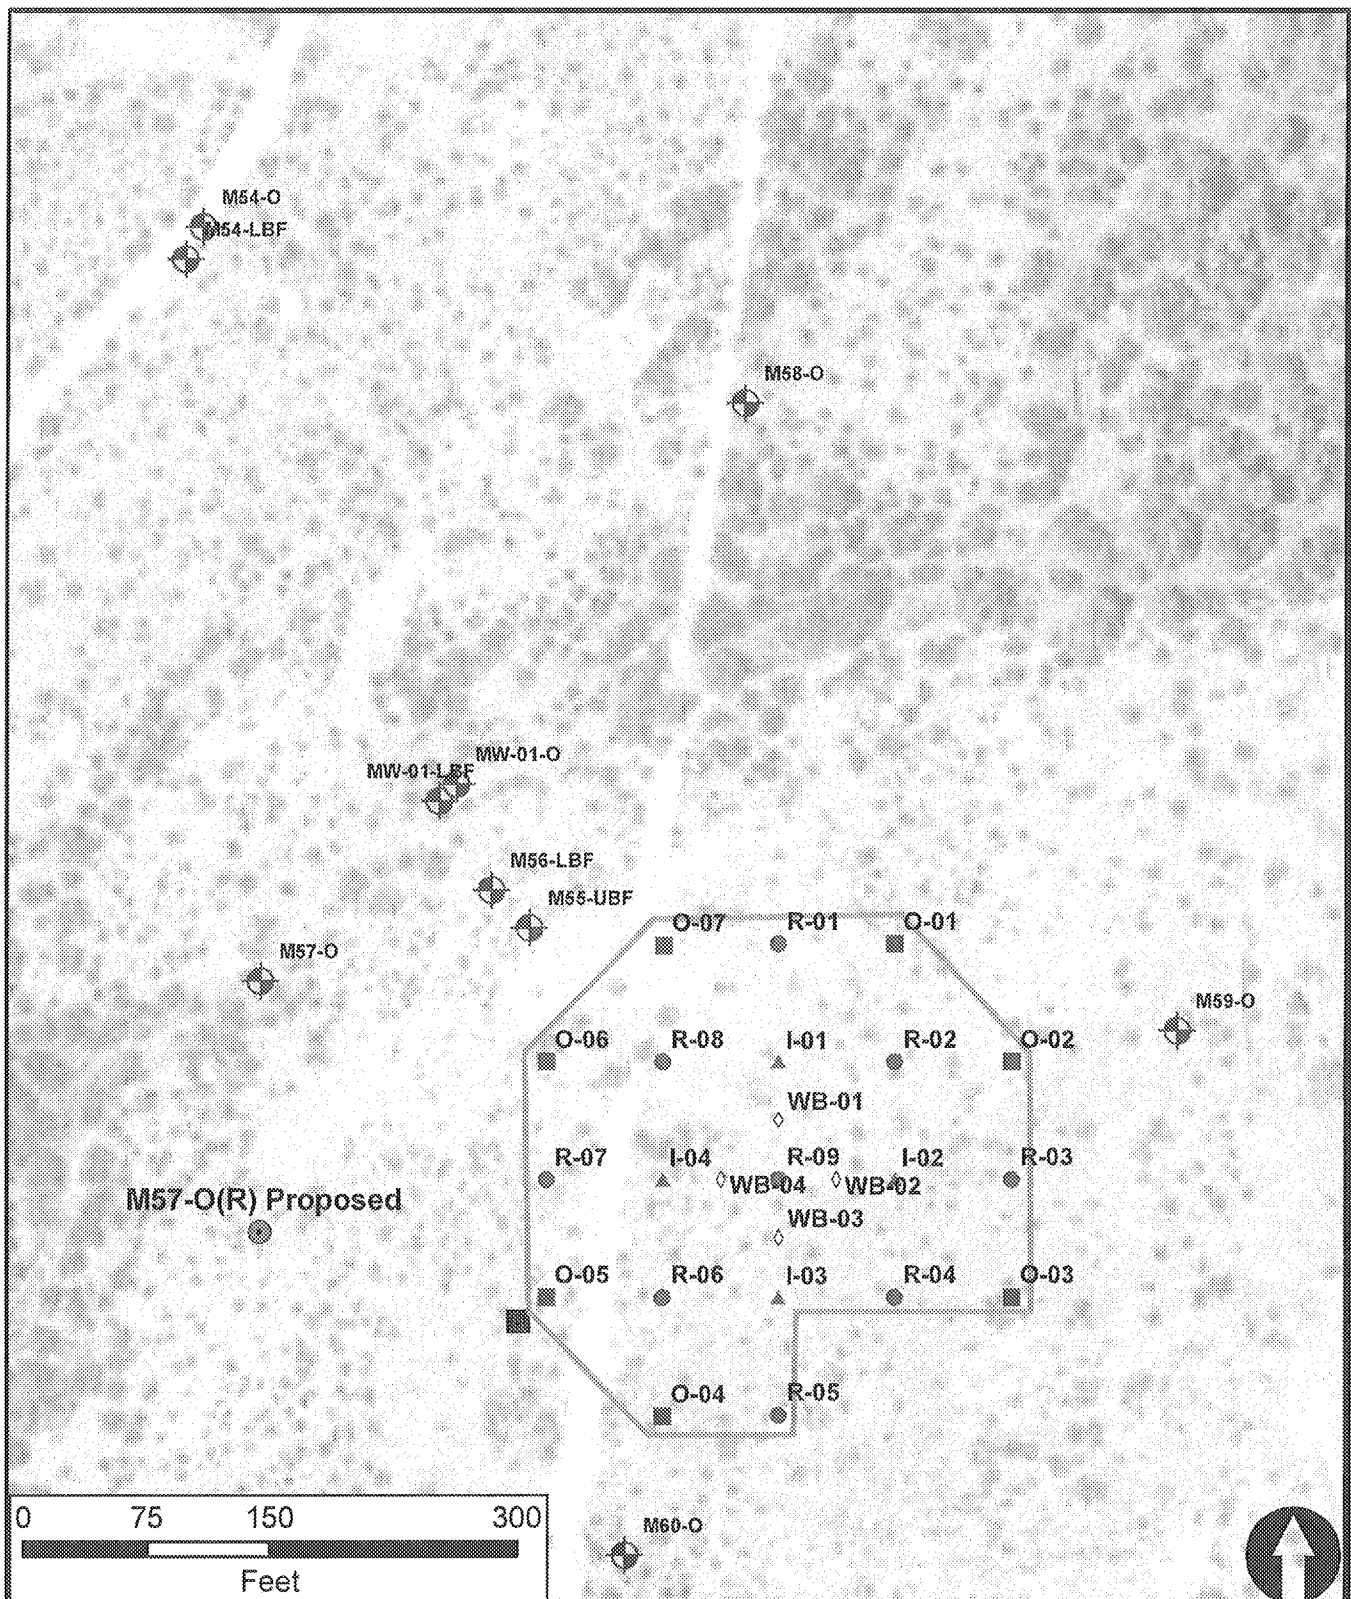 M54-O
M54-LBF
M58-O
MW-01-O
MW-01-LBF
M56-LBF
M55-UBF
M57-O
O-07
R-01
O-01
M59-O
O-06
R-08
I-01
R-02
O-02
WB-01
R-07
I-04
R-09
I-02
R-03
WB-04
WB-02
M57-O(R) Proposed
WB-03
O-05
R-06
I-03
R-04
O-03
O-04
R-05
0 75 150 300
Feet
M60-O